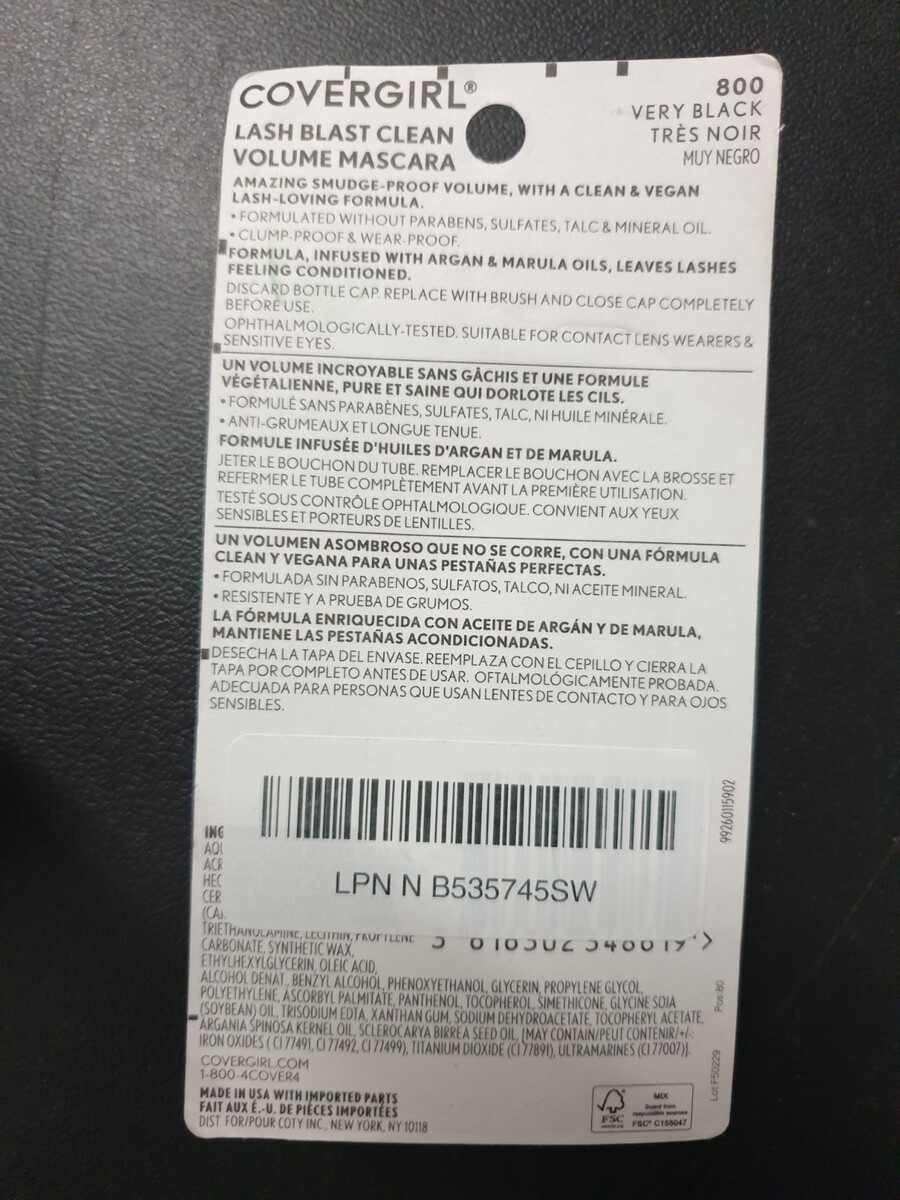 COVERGIRL®
LASH BLAST CLEAN
VOLUME MASCARA
800
VERY BLACK
TRÈS NOIR
MUY NEGRO
AMAZING SMUDGE-PROOF VOLUME, WITH A CLEAN & VEGAN
LASH-LOVING FORMULA.
• FORMULATED WITHOUT PARABENS, SULFATES, TALC & MINERAL OIL.
• CLUMP-PROOF & WEAR-PROOF.
FORMULA, INFUSED WITH ARGAN & MARULA OILS, LEAVES LASHES
FEELING CONDITIONED.
DISCARD BOTTLE CAP. REPLACE WITH BRUSH AND CLOSE CAP COMPLETELY
BEFORE USE.
OPHTHALMOLOGICALLY-TESTED. SUITABLE FOR CONTACT LENS WEARERS &
SENSITIVE EYES.
UN VOLUME INCROYABLE SANS GÂCHIS ET UNE FORMULE
VÉGÉTALIENNE, PURE ET SAINE QUI DORLOTE LES CILS.
• FORMULÉ SANS PARABÈNES, SULFATES, TALC, NI HUILE MINÉRALE.
• ANTI-GRUMEAUX ET LONGUE TENUE.
FORMULE INFUSÉE D'HUILES D'ARGAN ET DE MARULA.
JETER LE BOUCHON DU TUBE. REMPLACER LE BOUCHON AVEC LA BROSSE ET
REFERMER LE TUBE COMPLÈTEMENT AVANT LA PREMIÈRE UTILISATION.
TESTÉ SOUS CONTRÔLE OPHTALMOLOGIQUE. CONVIENT AUX YEUX
SENSIBLES ET PORTEURS DE LENTILLES.
UN VOLUMEN ASOMBROSO QUE NO SE CORRE, CON UNA FÓRMULA
CLEAN Y VEGANA PARA UNAS PESTAÑAS PERFECTAS.
• FORMULADA SIN PARABENOS, SULFATOS, TALCO, NI ACEITE MINERAL.
• RESISTENTE Y A PRUEBA DE GRUMOS.
LA FÓRMULA ENRIQUECIDA CON ACEITE DE ARGÁN Y DE MARULA,
MANTIENE LAS PESTAÑAS ACONDICIONADAS.
DESECHA LA TAPA DEL ENVASE. REEMPLAZA CON EL CEPILLO Y CIERRA LA
TAPA POR COMPLETO ANTES DE USAR. OFTALMOLÓGICAMENTE PROBADA.
ADECUADA PARA PERSONAS QUE USAN LENTES DE CONTACTO Y PARA OJOS
SENSIBLES.
99260115902
LPN N B535745SW
TRIETHANOLAMINE, LECITHIN, PROPYLENE
CARBONATE, SYNTHETIC WAX,
ETHYLHEXYLGLYCERIN, OLEIC ACID,
ALCOHOL DENAT., BENZYL ALCOHOL, PHENOXYETHANOL, GLYCERIN, PROPYLENE GLYCOL,
POLYETHYLENE, ASCORBYL PALMITATE, PANTHENOL, TOCOPHEROL, SIMETHICONE, GLYCINE SOJA
(SOYBEAN) OIL, TRISODIUM EDTA, XANTHAN GUM, SODIUM DEHYDROACETATE, TOCOPHERYL ACETATE,
ARGANIA SPINOSA KERNEL OIL, SCLEROCARYA BIRREA SEED OIL, [MAY CONTAIN/PEUT CONTENIR/+/-:
IRON OXIDES (CI 77491, CI 77492, CI 77499), TITANIUM DIOXIDE (CI 77891), ULTRAMARINES (CI 77007)].
COVERGIRL.COM
1-800-4COVER4
MADE IN USA WITH IMPORTED PARTS
FAIT AUX É.-U. DE PIÈCES IMPORTÉES
DIST. FOR/POUR COTY INC., NEW YORK, NY 10118
Pos:80
Lot:F50229
FSC
MIX
Board from
responsible sources
FSC® C155047